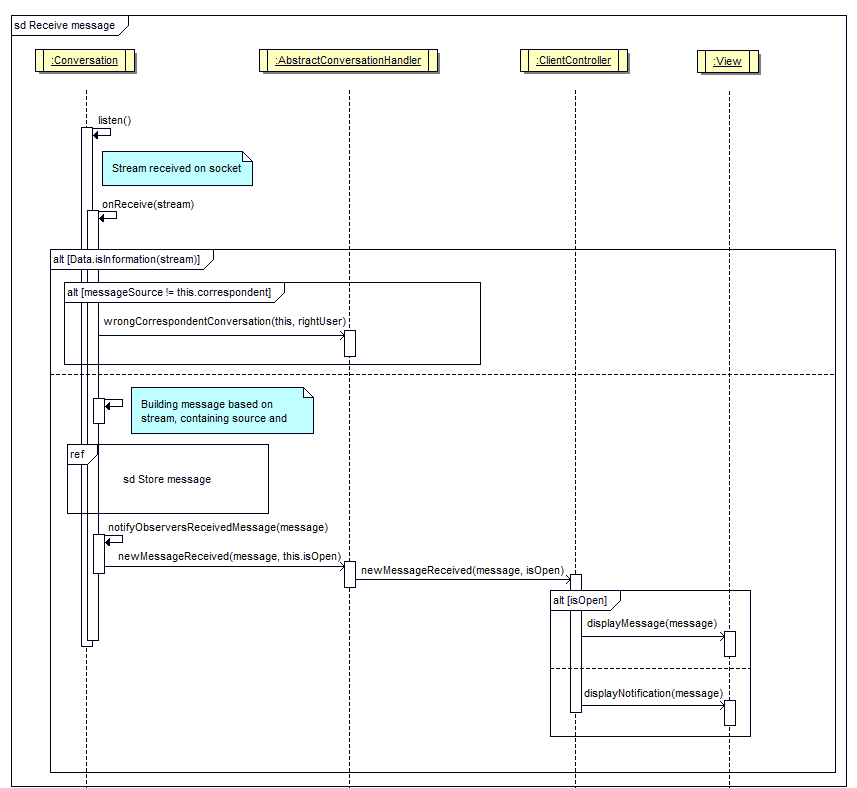 sd Receive message
:Conversation
:AbstractConversationHandler
:ClientController
:View
listen()
Stream received on socket
onReceive(stream)
alt [Data.isInformation(stream)]
alt [messageSource != this.correspondent]
wrongCorrespondentConversation(this, rightUser)
Building message based on
stream, containing source and
ref
sd Store message
notifyObserversReceivedMessage(message)
newMessageReceived(message, this.isOpen)
newMessageReceived(message, isOpen)
alt [isOpen]
displayMessage(message)
displayNotification(message)